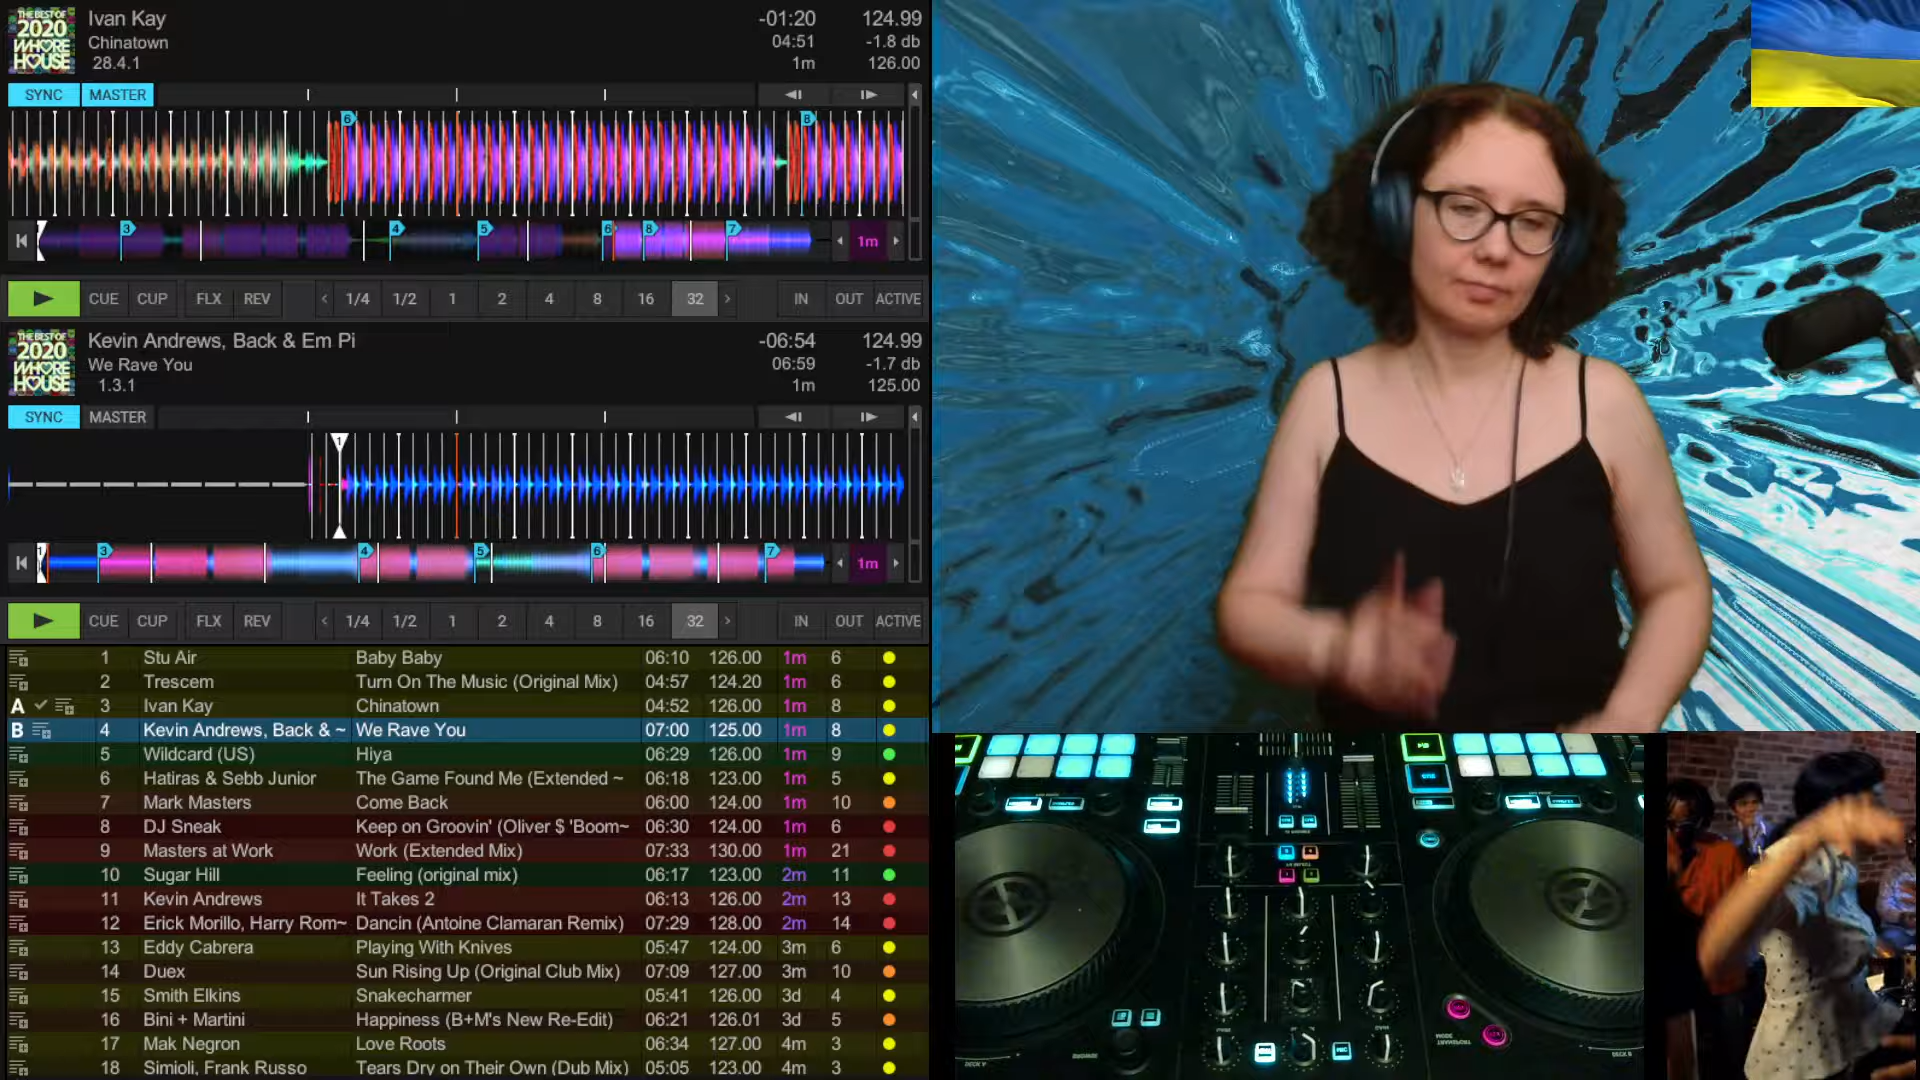 THE BEST OF
2020
WHORE
HOUSE
Ivan Kay
Chinatown
28.4.1
-01:20 124.99
04:51 -1.8 db
1m 126.00
SYNC MASTER
6 8
3 4 5 6 8 7 1m
CUE CUP FLX REV 1/4 1/2 1 2 4 8 16 32 IN OUT ACTIVE
THE BEST OF
2020
WHORE
HOUSE
Kevin Andrews, Back & Em Pi
We Rave You
1.3.1
-06:54 124.99
06:59 -1.7 db
1m 125.00
SYNC MASTER
1
1 3 4 5 6 7 1m
CUE CUP FLX REV 1/4 1/2 1 2 4 8 16 32 IN OUT ACTIVE
1 Stu Air Baby Baby 06:10 126.00 1m 6
2 Trescem Turn On The Music (Original Mix) 04:57 124.20 1m 6
A 3 Ivan Kay Chinatown 04:52 126.00 1m 8
B 4 Kevin Andrews, Back & ~ We Rave You 07:00 125.00 1m 8
5 Wildcard (US) Hiya 06:29 126.00 1m 9
6 Hatiras & Sebb Junior The Game Found Me (Extended ~ 06:18 123.00 1m 5
7 Mark Masters Come Back 06:00 124.00 1m 10
8 DJ Sneak Keep on Groovin' (Oliver $ 'Boom~ 06:30 124.00 1m 6
9 Masters at Work Work (Extended Mix) 07:33 130.00 1m 21
10 Sugar Hill Feeling (original mix) 06:17 123.00 2m 11
11 Kevin Andrews It Takes 2 06:13 126.00 2m 13
12 Erick Morillo, Harry Rom~ Dancin (Antoine Clamaran Remix) 07:29 128.00 2m 14
13 Eddy Cabrera Playing With Knives 05:47 124.00 3m 6
14 Duex Sun Rising Up (Original Club Mix) 07:09 127.00 3m 10
15 Smith Elkins Snakecharmer 05:41 126.00 3d 4
16 Bini + Martini Happiness (B+M's New Re-Edit) 06:21 126.01 3d 5
17 Mak Negron Love Roots 06:34 127.00 4m 3
18 Simioli, Frank Russo Tears Dry on Their Own (Dub Mix) 05:05 123.00 4m 3